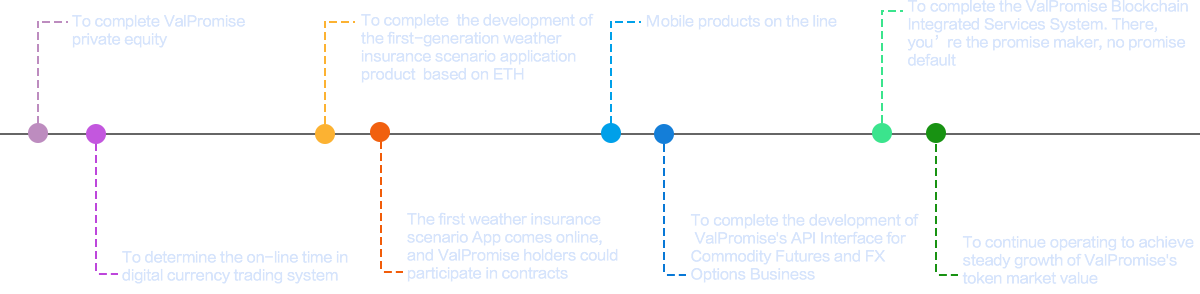 To complete ValPromise
private equity
To determine the on-line time in
digital currency trading system
To complete the development of
the first-generation weather
insurance scenario application
product based on ETH
The first weather insurance
scenario App comes online,
and ValPromise holders could
participate in contracts
Mobile products on the line
To complete the development of
ValPromise's API Interface for
Commodity Futures and FX
Options Business
To complete the ValPromise Blockchain
Integrated Services System. There,
you’re the promise maker, no promise
default
To continue operating to achieve
steady growth of ValPromise's
token market value